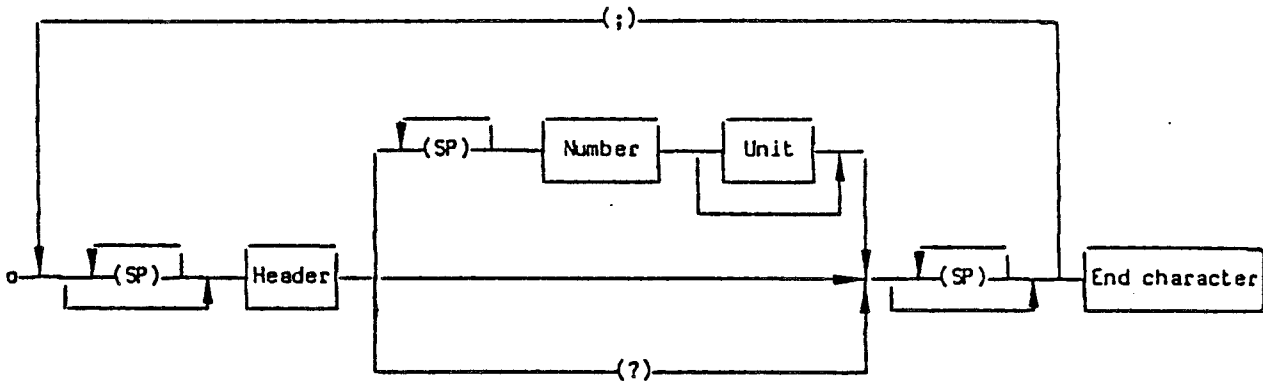 (;)
(SP) Number Unit
(SP) Header (SP) End character
(?)